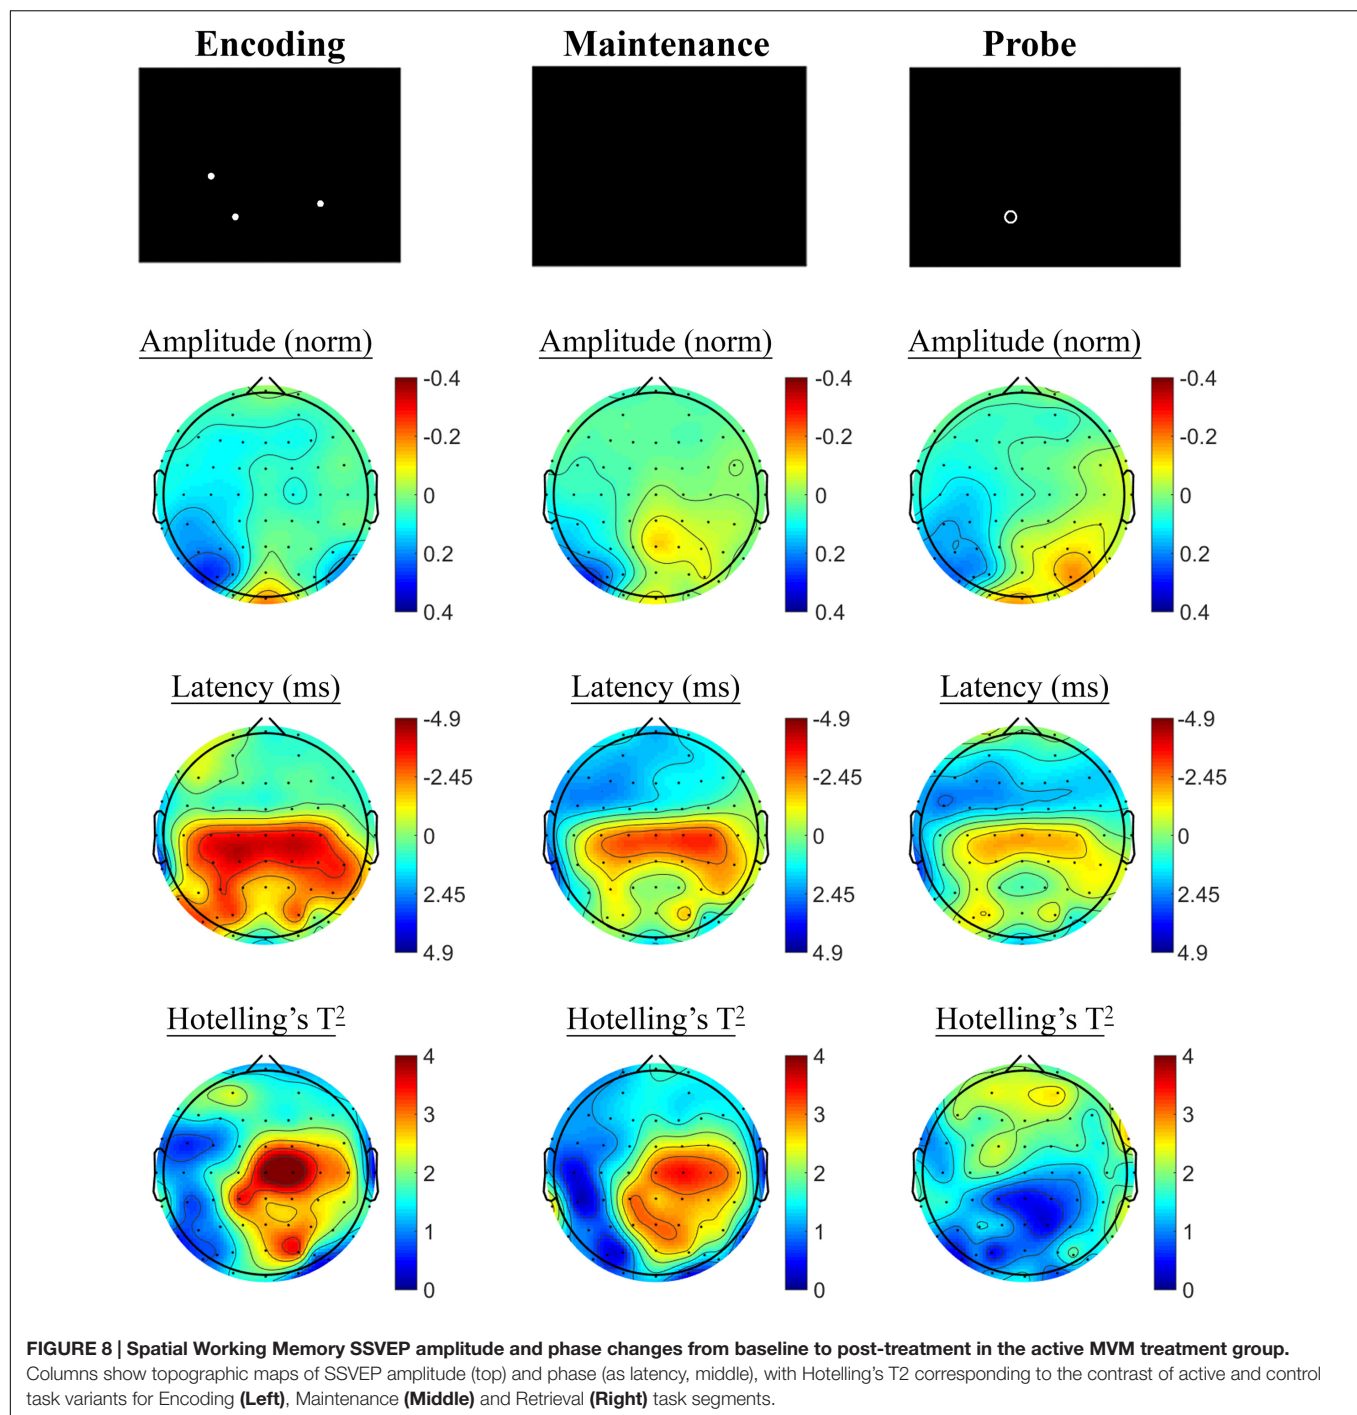 Encoding Maintenance Probe
Amplitude (norm) Amplitude (norm) Amplitude (norm)
-0.4 -0.4 -0.4
-0.2 -0.2 -0.2
0 0 0
0.2 0.2 0.2
0.4 0.4 0.4
Latency (ms) Latency (ms) Latency (ms)
-4.9 -4.9 -4.9
-2.45 -2.45 -2.45
0 0 0
2.45 2.45 2.45
4.9 4.9 4.9
Hotelling's T² Hotelling's T² Hotelling's T²
4 4 4
3 3 3
2 2 2
1 1 1
0 0 0
FIGURE 8 | Spatial Working Memory SSVEP amplitude and phase changes from baseline to post-treatment in the active MVM treatment group.
Columns show topographic maps of SSVEP amplitude (top) and phase (as latency, middle), with Hotelling's T2 corresponding to the contrast of active and control
task variants for Encoding (Left), Maintenance (Middle) and Retrieval (Right) task segments.